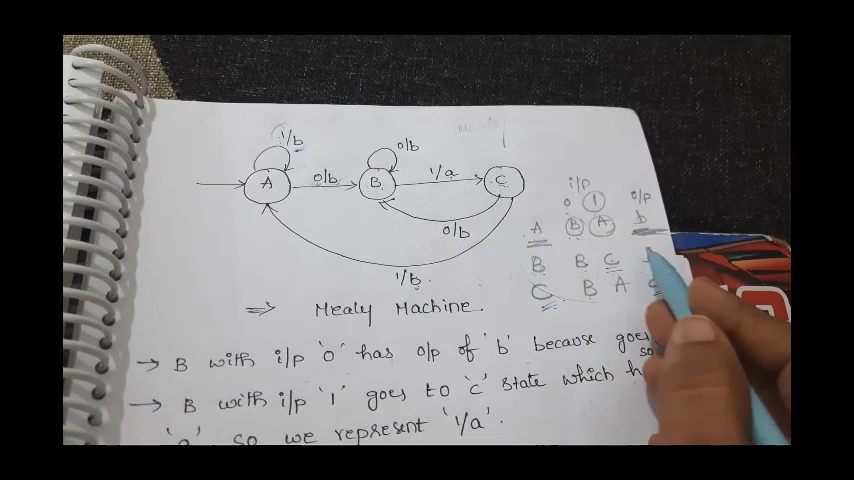 1/b
0/b
A
0/b
B
1/a
C
0/b
1/b
i/p
0 1 o/p
A B A b
B B C
C B A
⇒ Mealy Machine.
→ B with i/p '0' has o/p of 'b' because goes
→ B with i/p '1' goes to 'c' state which
so
'a' so we represent '1/a'.